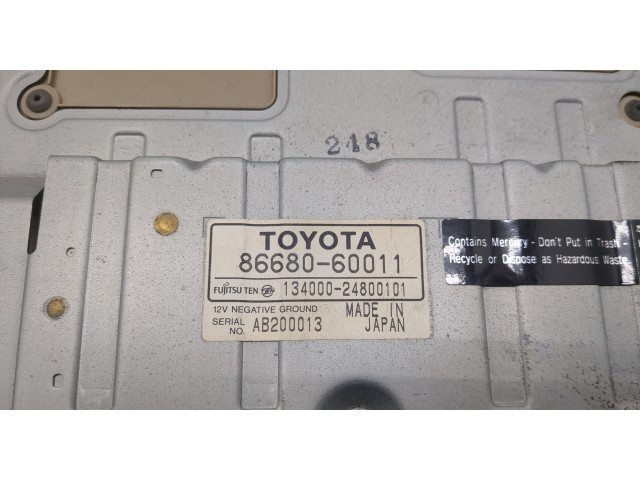 218
TOYOTA
86680-60011
FUJITSU TEN TEN 134000-24800101
12V NEGATIVE GROUND MADE IN
SERIAL NO. AB200013 JAPAN
Contains Mercury - Don't Put in Trash -
Recycle or Dispose as Hazardous Waste